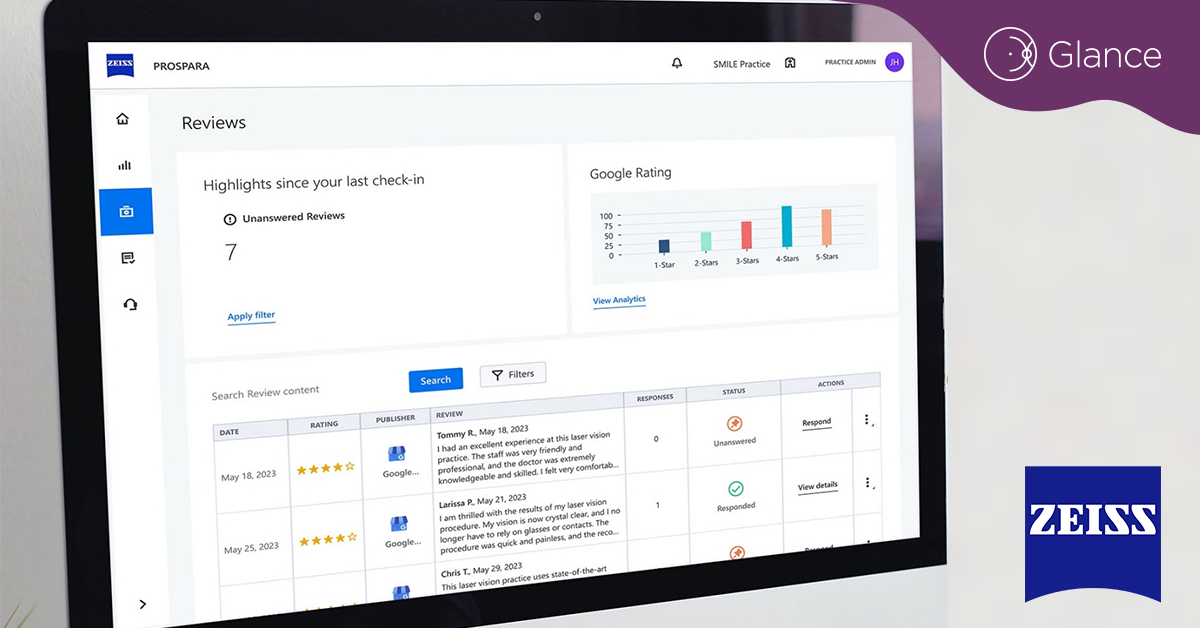 Glance
ZEISS
PROSPARA
SMILE Practice
PRACTICE ADMIN
JH
Reviews
Highlights since your last check-in
Unanswered Reviews
7
Apply filter
Google Rating
100
75
50
25
0
1-Star 2-Stars 3-Stars 4-Stars 5-Stars
View Analytics
Search Review content
Search
Filters
DATE RATING PUBLISHER REVIEW RESPONSES STATUS ACTIONS
May 18, 2023
Google...
Tommy R., May 18, 2023
I had an excellent experience at this laser vision
practice. The staff was very friendly and
professional, and the doctor was extremely
knowledgeable and skilled. I felt very comfortab...
0
Unanswered
Respond
May 25, 2023
Google...
Larissa P., May 21, 2023
I am thrilled with the results of my laser vision
procedure. My vision is now crystal clear, and I no
longer have to rely on glasses or contacts. The
procedure was quick and painless, and the reco...
1
Responded
View details
Chris T., May 29, 2023
This laser vision practice uses state-of-the-art
Respond
ZEISS